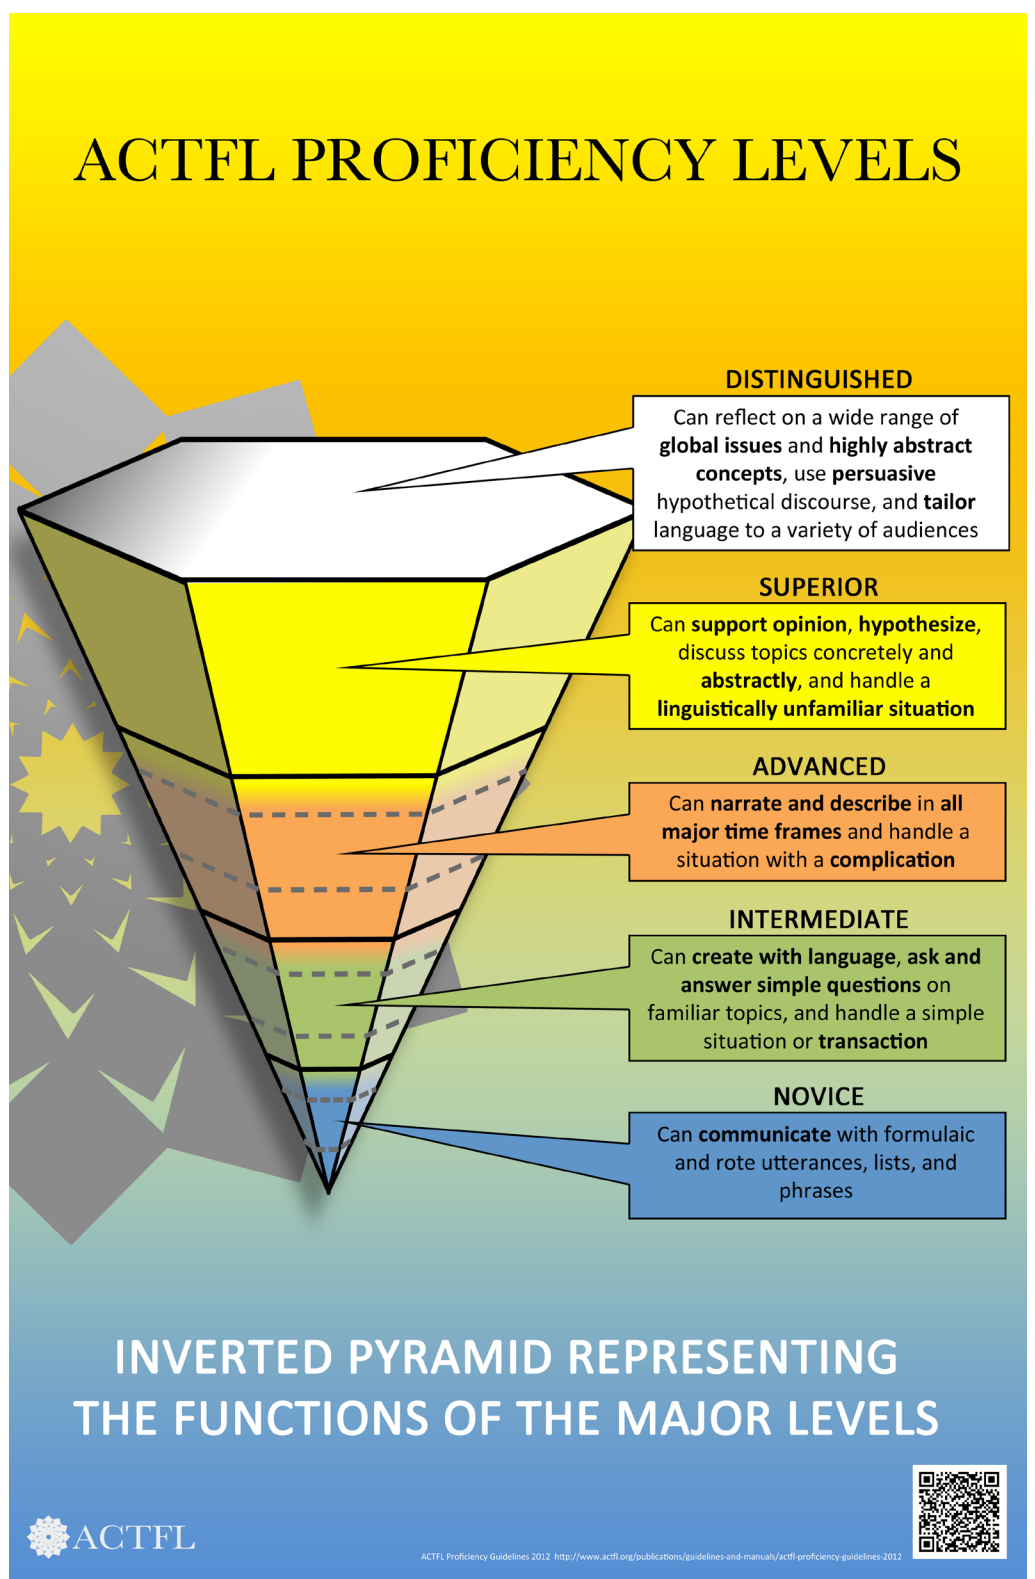 ACTFL PROFICIENCY LEVELS
DISTINGUISHED
Can reflect on a wide range of
global issues and highly abstract
concepts, use persuasive
hypothetical discourse, and tailor
language to a variety of audiences
SUPERIOR
Can support opinion, hypothesize,
discuss topics concretely and
abstractly, and handle a
linguistically unfamiliar situation
ADVANCED
Can narrate and describe in all
major time frames and handle a
situation with a complication
INTERMEDIATE
Can create with language, ask and
answer simple questions on
familiar topics, and handle a simple
situation or transaction
NOVICE
Can communicate with formulaic
and rote utterances, lists, and
phrases
INVERTED PYRAMID REPRESENTING
THE FUNCTIONS OF THE MAJOR LEVELS
ACTFL
ACTFL Proficiency Guidelines 2012 http://www.actfl.org/publications/guidelines-and-manuals/actfl-proficiency-guidelines-2012